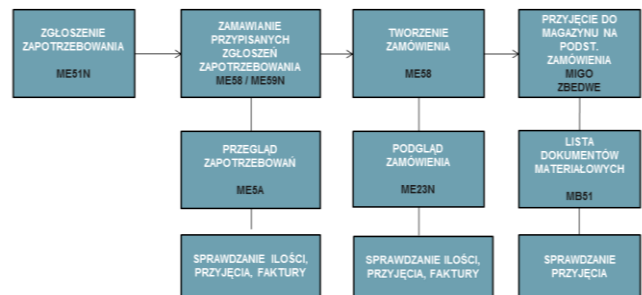 ZGŁOSZENIE
ZAPOTRZEBOWANIA
ME51N
ZAMAWIANIE
PRZYPISANYCH
ZGŁOSZEŃ
ZAPOTRZEBOWANIA
ME58 / ME59N
TWORZENIE
ZAMÓWIENIA
ME58
PRZYJĘCIE DO
MAGAZYNU NA
PODST.
ZAMÓWIENIA
MIGO
ZBEDWE
PRZEGLĄD
ZAPOTRZEBOWAŃ
ME5A
PODGLĄD
ZAMÓWIENIA
ME23N
LISTA
DOKUMENTÓW
MATERIAŁOWYCH
MB51
SPRAWDZANIE ILOŚCI,
PRZYJĘCIA, FAKTURY
SPRAWDZANIE ILOŚCI,
PRZYJĘCIA, FAKTURY
SPRAWDZANIE
PRZYJĘCIA